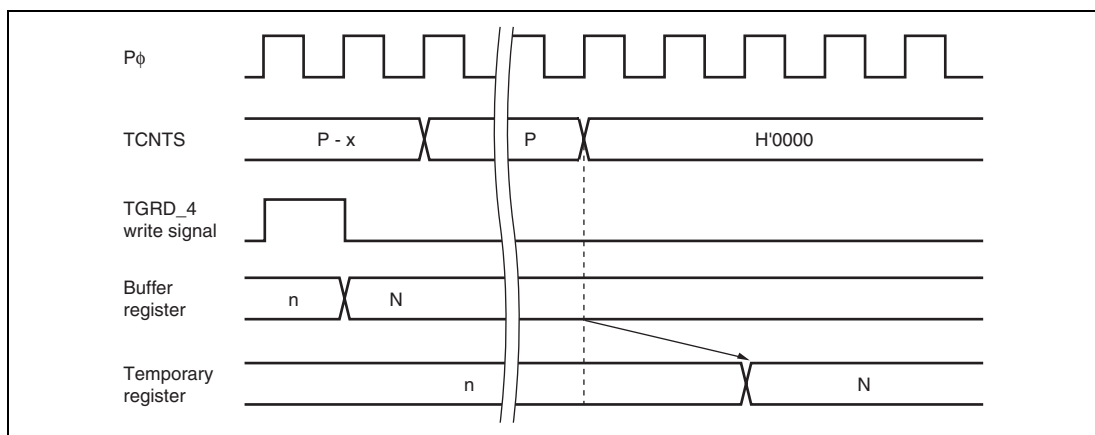 Pφ
TCNTS
P - x
P
H'0000
TGRD_4
write signal
Buffer
register
n
N
Temporary
register
n
N